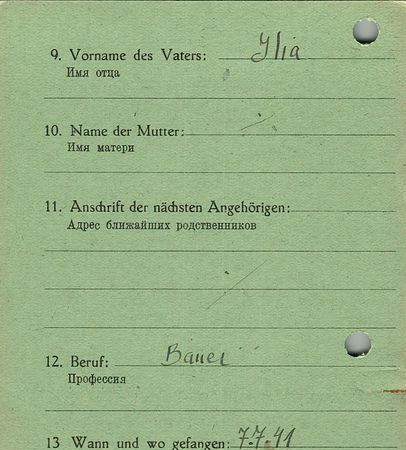 9. Vorname des Vaters: Ilia
Имя отца
10. Name der Mutter:
Имя матери
11. Anschrift der nächsten Angehörigen:
Адрес ближайших родственников
12. Beruf: Bauer
Профессия
13 Wann und wo gefangen: 7.7.41